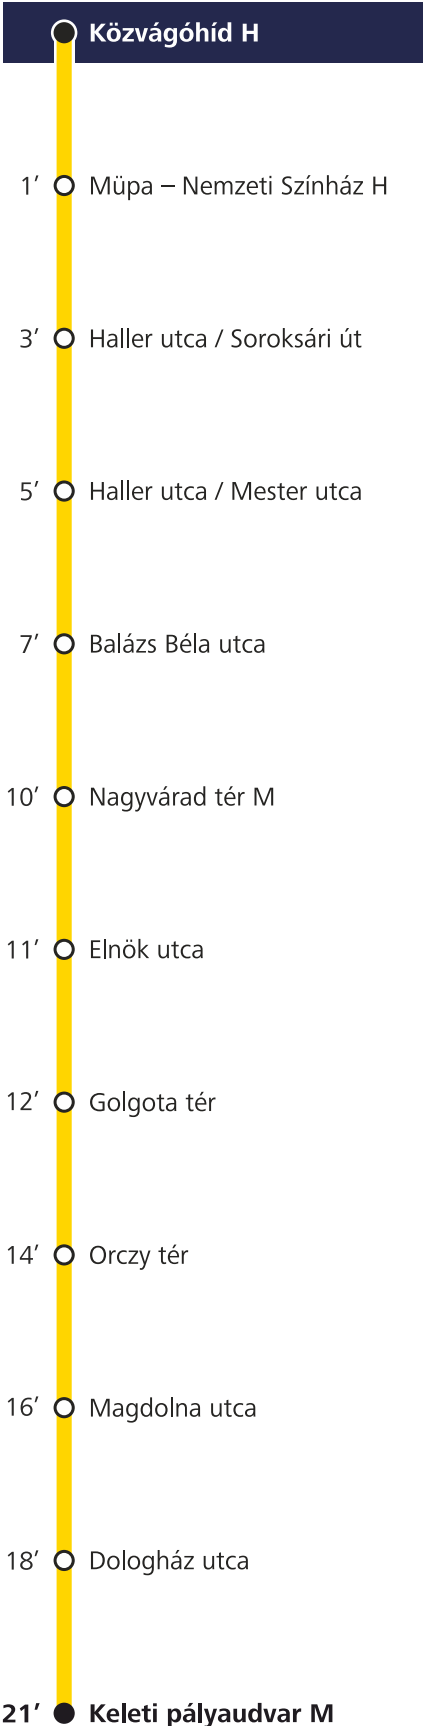 Közvágóhíd H
1’ Müpa – Nemzeti Színház H
3’ Haller utca / Soroksári út
5’ Haller utca / Mester utca
7’ Balázs Béla utca
10’ Nagyvárad tér M
11’ Elnök utca
12’ Golgota tér
14’ Orczy tér
16’ Magdolna utca
18’ Dologház utca
21’ Keleti pályaudvar M